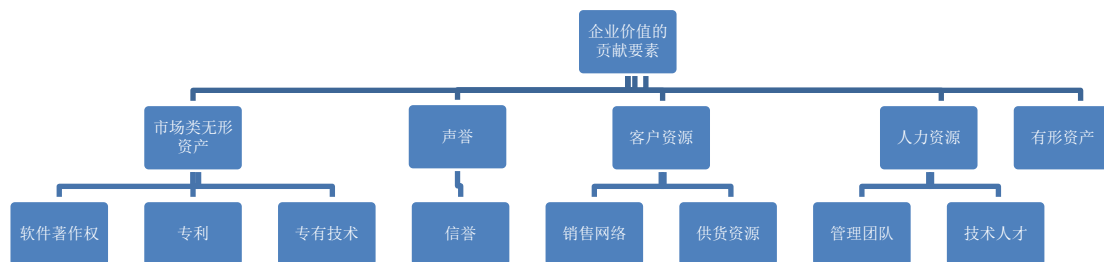 企业价值的
贡献要素
市场类无形
资产
声誉
客户资源
人力资源
有形资产
软件著作权
专利
专有技术
信誉
销售网络
供货资源
管理团队
技术人才